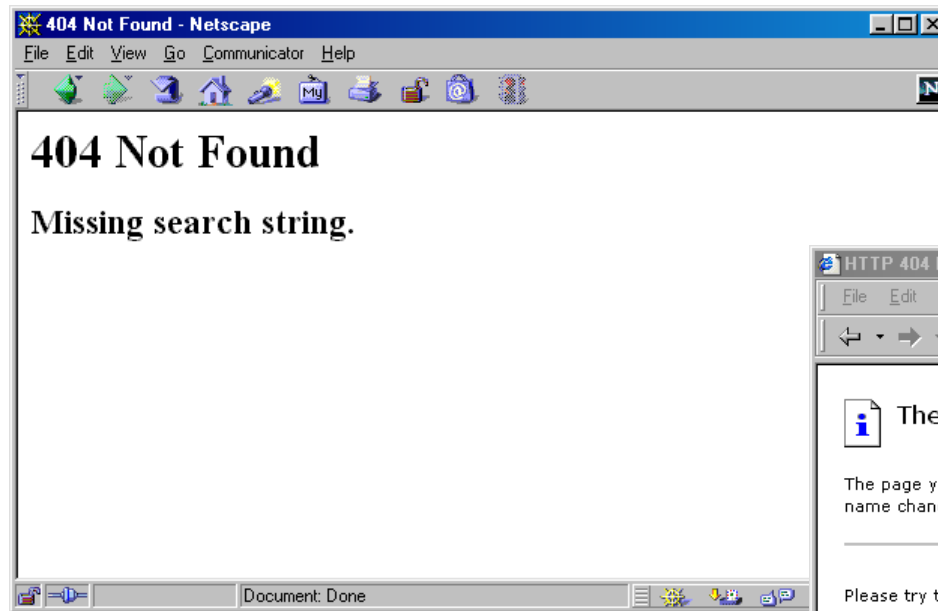 404 Not Found - Netscape
File Edit View Go Communicator Help
My
N
404 Not Found
Missing search string.
HTTP 404
File Edit
i The
The page y
name chan
Please try t
Document: Done